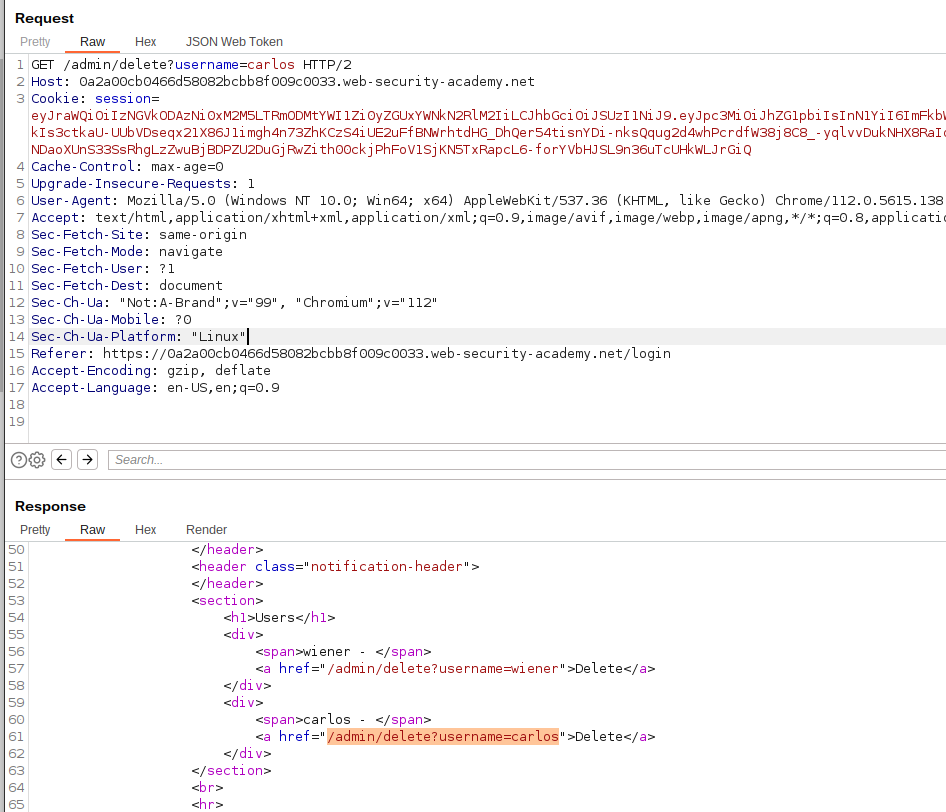 Request
Pretty Raw Hex JSON Web Token
1 GET /admin/delete?username=carlos HTTP/2
2 Host: 0a2a00cb0466d58082bcbb8f009c0033.web-security-academy.net
3 Cookie: session=
4 Cache-Control: max-age=0
5 Upgrade-Insecure-Requests: 1
6 User-Agent: Mozilla/5.0 (Windows NT 10.0; Win64; x64) AppleWebKit/537.36 (KHTML, like Gecko) Chrome/112.0.5615.138
7 Accept: text/html,application/xhtml+xml,application/xml;q=0.9,image/avif,image/webp,image/apng,*/*;q=0.8,applicatio
8 Sec-Fetch-Site: same-origin
9 Sec-Fetch-Mode: navigate
10 Sec-Fetch-User: ?1
11 Sec-Fetch-Dest: document
12 Sec-Ch-Ua: "Not:A-Brand";v="99", "Chromium";v="112"
13 Sec-Ch-Ua-Mobile: ?0
14 Sec-Ch-Ua-Platform: "Linux"
15 Referer: https://0a2a00cb0466d58082bcbb8f009c0033.web-security-academy.net/login
16 Accept-Encoding: gzip, deflate
17 Accept-Language: en-US,en;q=0.9
18
19
Search...
Response
Pretty Raw Hex Render
50 </header>
51 <header class="notification-header">
52 </header>
53 <section>
54 <h1>Users</h1>
55 <div>
56 <span>wiener - </span>
57 <a href="/admin/delete?username=wiener">Delete</a>
58 </div>
59 <div>
60 <span>carlos - </span>
61 <a href="/admin/delete?username=carlos">Delete</a>
62 </div>
63 </section>
64 <br>
65 <hr>